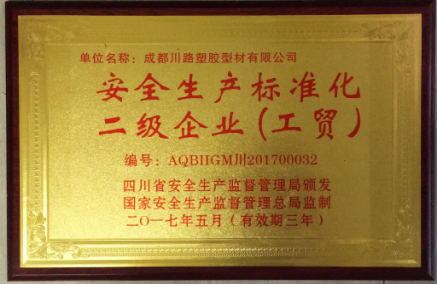 单位名称：成都川路塑胶型材有限公司
安全生产标准化
二级企业（工贸）
编号：AQBIIGM川201700032
四川省安全生产监督管理局颁发
国家安全生产监督管理总局监制
二〇一七年五月（有效期三年）